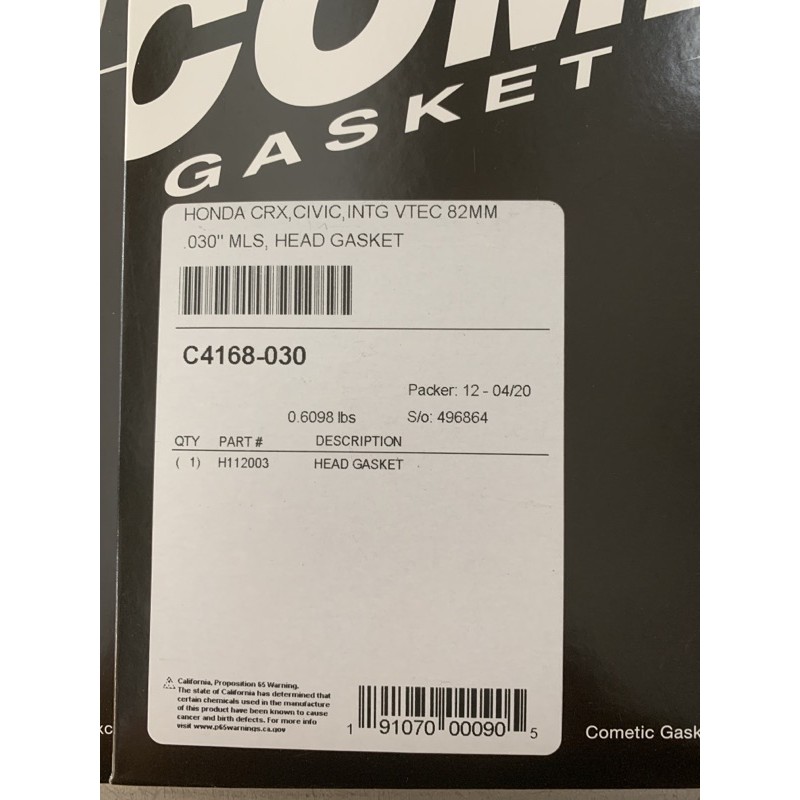 COM
GASKET
HONDA CRX,CIVIC,INTG VTEC 82MM
.030" MLS, HEAD GASKET
C4168-030
Packer: 12 - 04/20
0.6098 lbs S/o: 496864
QTY PART # DESCRIPTION
( 1) H112003 HEAD GASKET
California, Proposition 65 Warning.
The state of California has determined that
certain chemicals used in the manufacture
of this product have been known to cause
cancer and birth defects. For more info
visit www.p65warnings.ca.gov
1 91070 00090 5
Cometic Gask